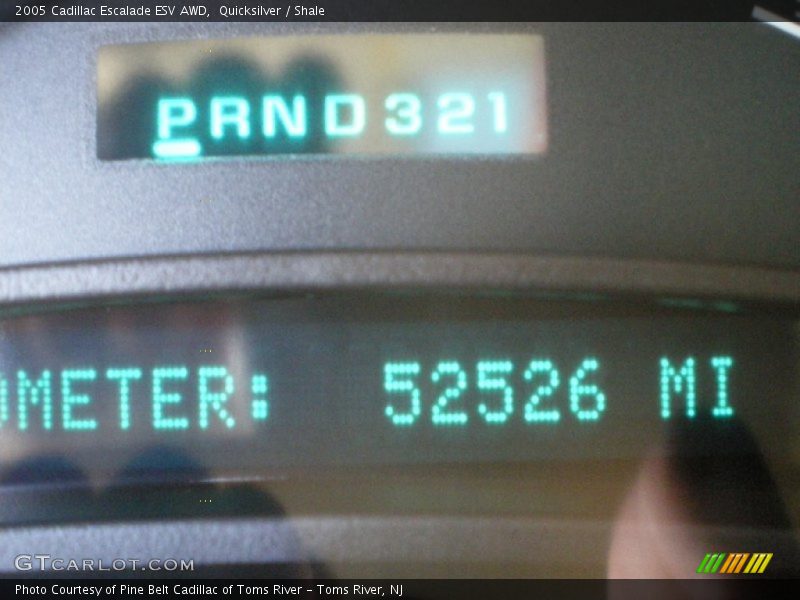 2005 Cadillac Escalade ESV AWD, Quicksilver / Shale
PRND321
OMETER: 52526 MI
GTCARLOT.COM
Photo Courtesy of Pine Belt Cadillac of Toms River – Toms River, NJ